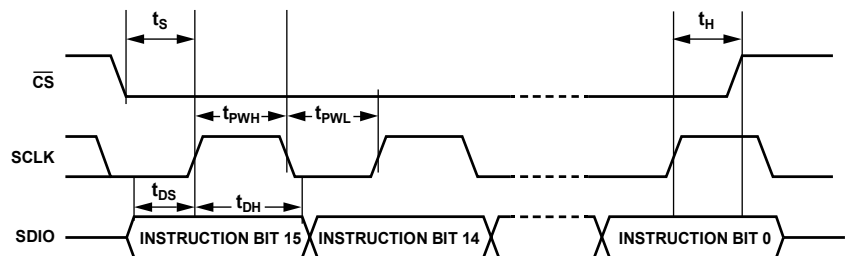 tS
tH
CS
tPWH
tPWL
SCLK
tDS
tDH
SDIO
INSTRUCTION BIT 15
INSTRUCTION BIT 14
INSTRUCTION BIT 0